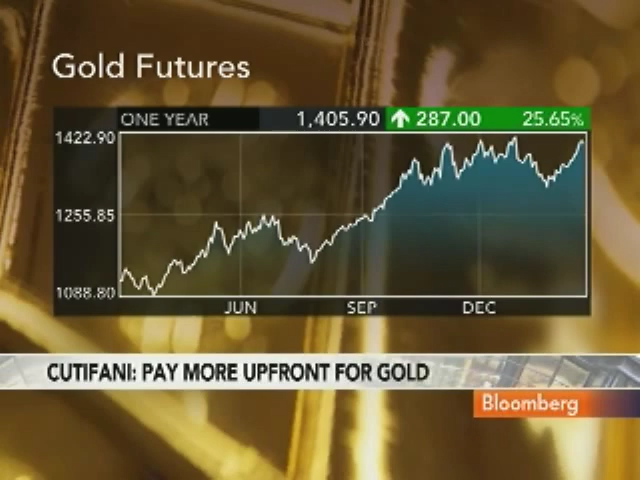 Gold Futures
ONE YEAR 1,405.90 287.00 25.65%
1422.90
1255.85
1088.80
JUN SEP DEC
CUTIFANI: PAY MORE UPFRONT FOR GOLD
Bloomberg